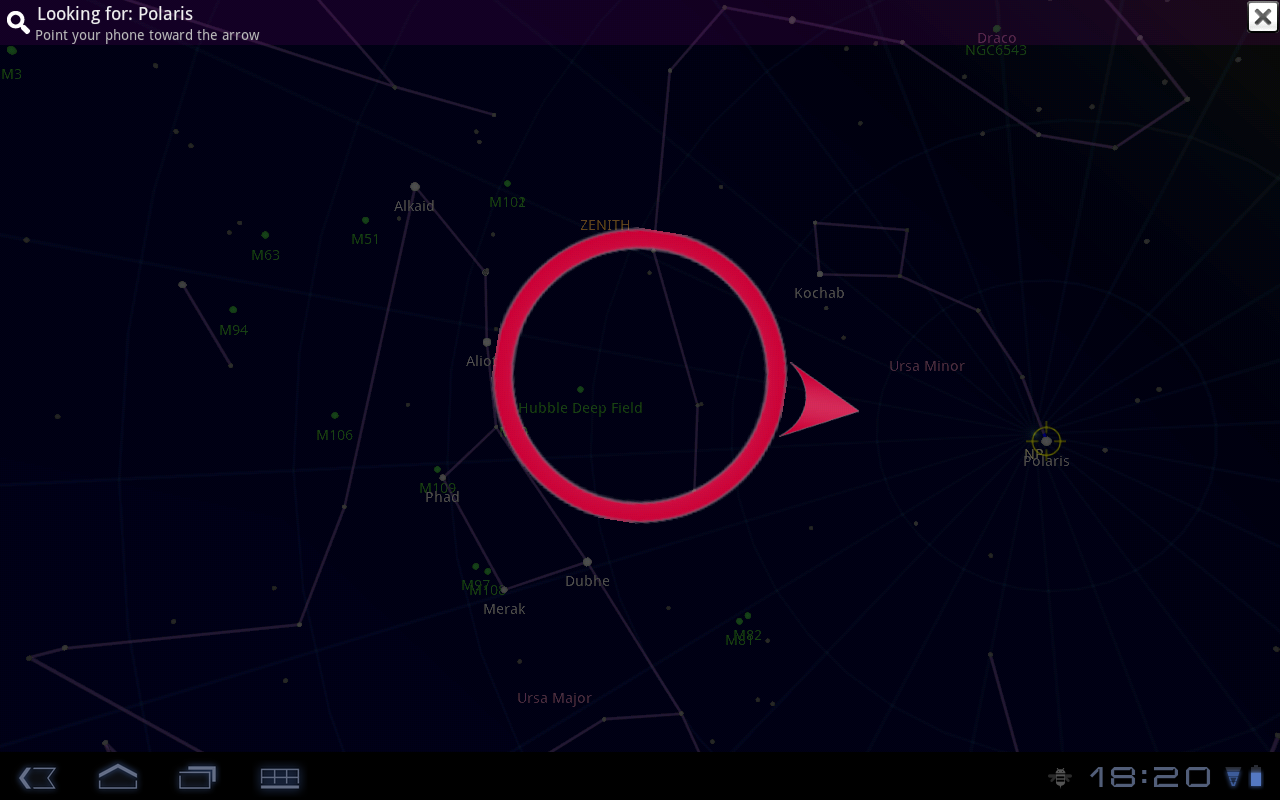 Looking for: Polaris
Point your phone toward the arrow
Draco
NGC6543
M3
Alkaid
M102
M51
ZENITH
M63
Kochab
M94
Ursa Minor
Hubble Deep Field
M106
NP
Polaris
M109
Phad
Dubhe
M97
M108
Merak
M82
M81
Ursa Major
18:20